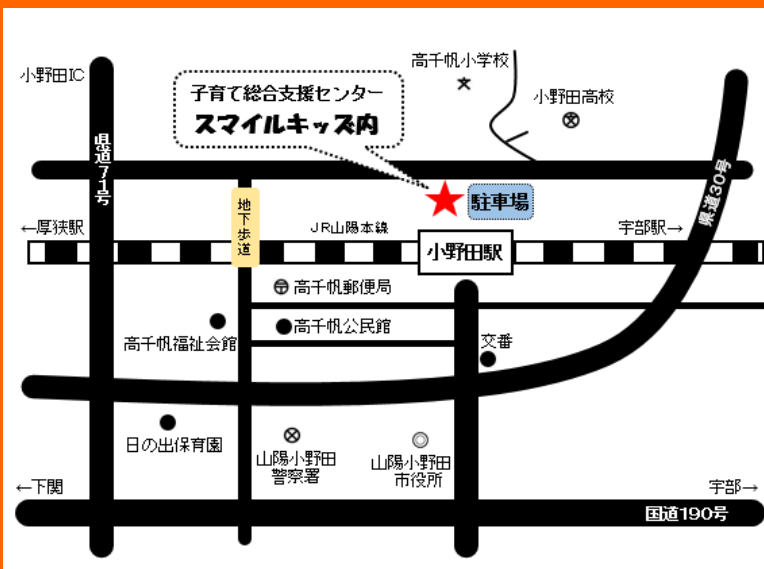 高千帆小学校
小野田IC
子育て総合支援センター
スマイルキッズ内
小野田高校
県道71号
県道30号
地下歩道
駐車場
←厚狭駅
JR山陽本線
宇部駅→
小野田駅
高千帆郵便局
高千帆公民館
高千帆福祉会館
交番
日の出保育園
山陽小野田
警察署
山陽小野田
市役所
←下関
宇部→
国道190号